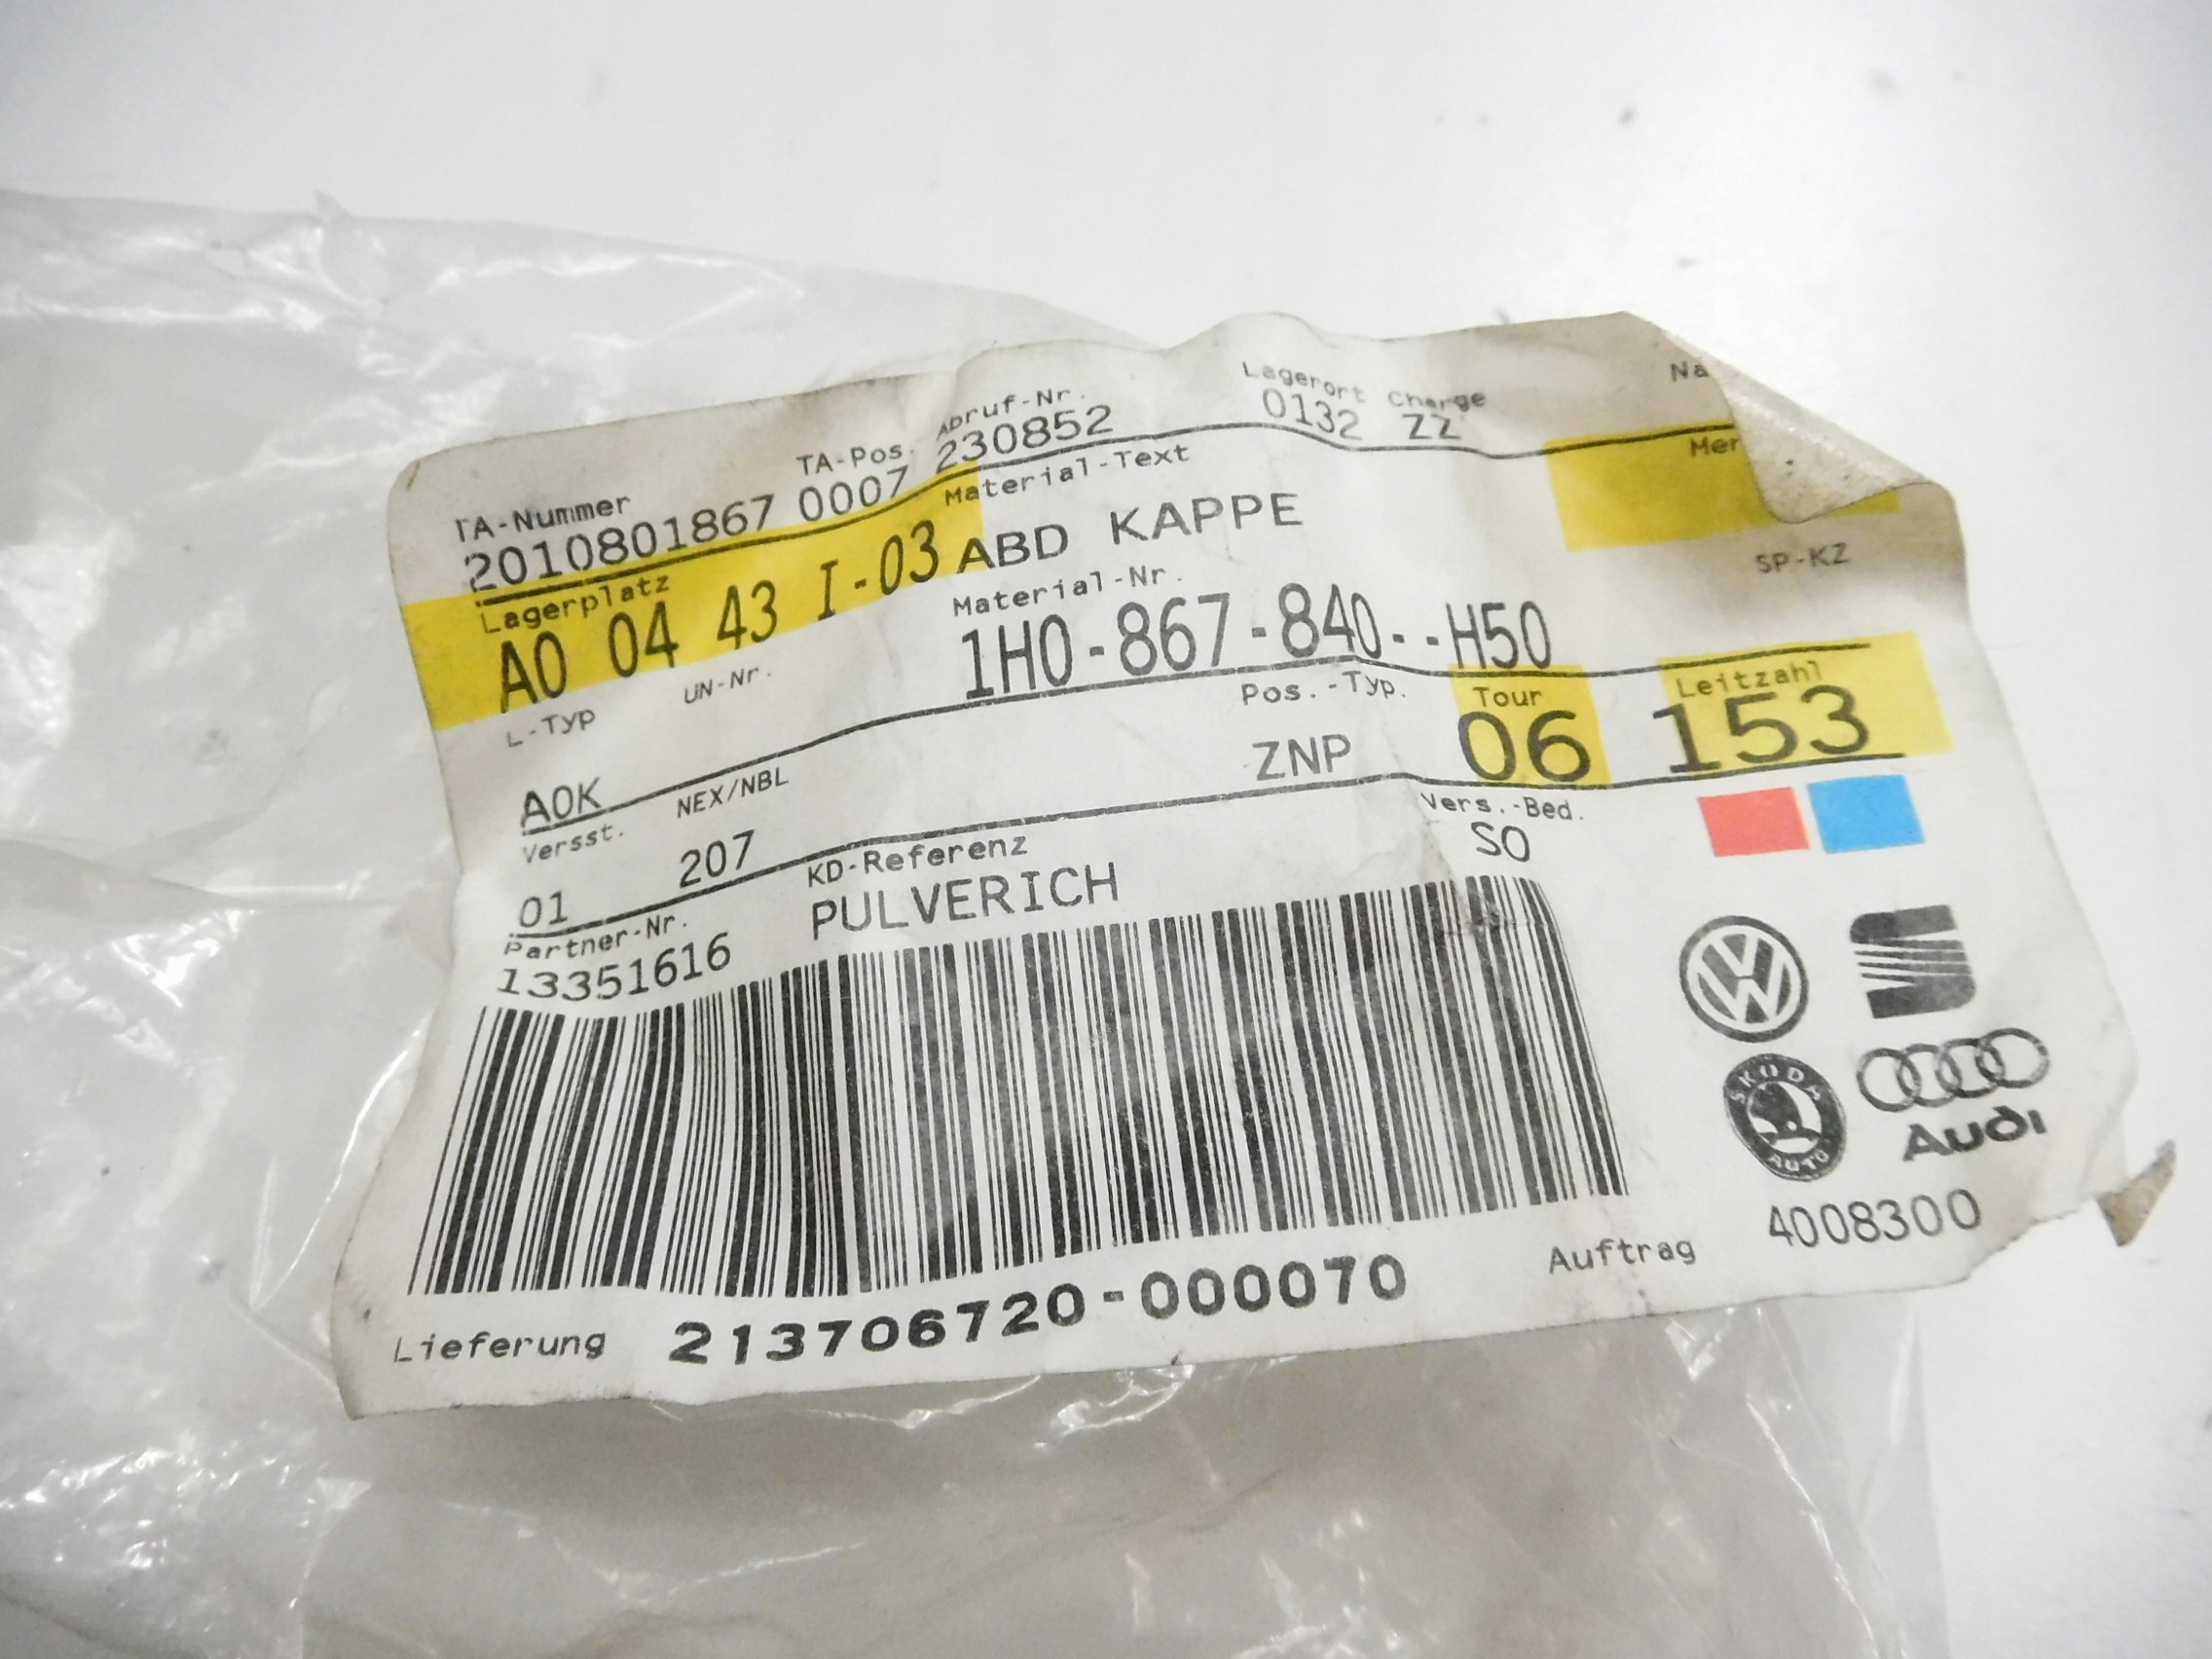 TA-Nummer TA-Pos. Abruf-Nr. Lagerort Charge
2010801867 0007 230852 0132 ZZ
Lagerplatz Material-Text
A0 04 43 I-03 ABD KAPPE
L-Typ UN-Nr. Material-Nr. SP-KZ
1H0-867-840--H50
A0K Pos.-Typ. Tour Leitzahl
ZNP 06 153
Versst. NEX/NBL Vers.-Bed.
01 207 SO
Partner-Nr. KD-Referenz
13351616 PULVERICH
SKODA
AUTO
Audi
Lieferung 213706720-000070 Auftrag 4008300